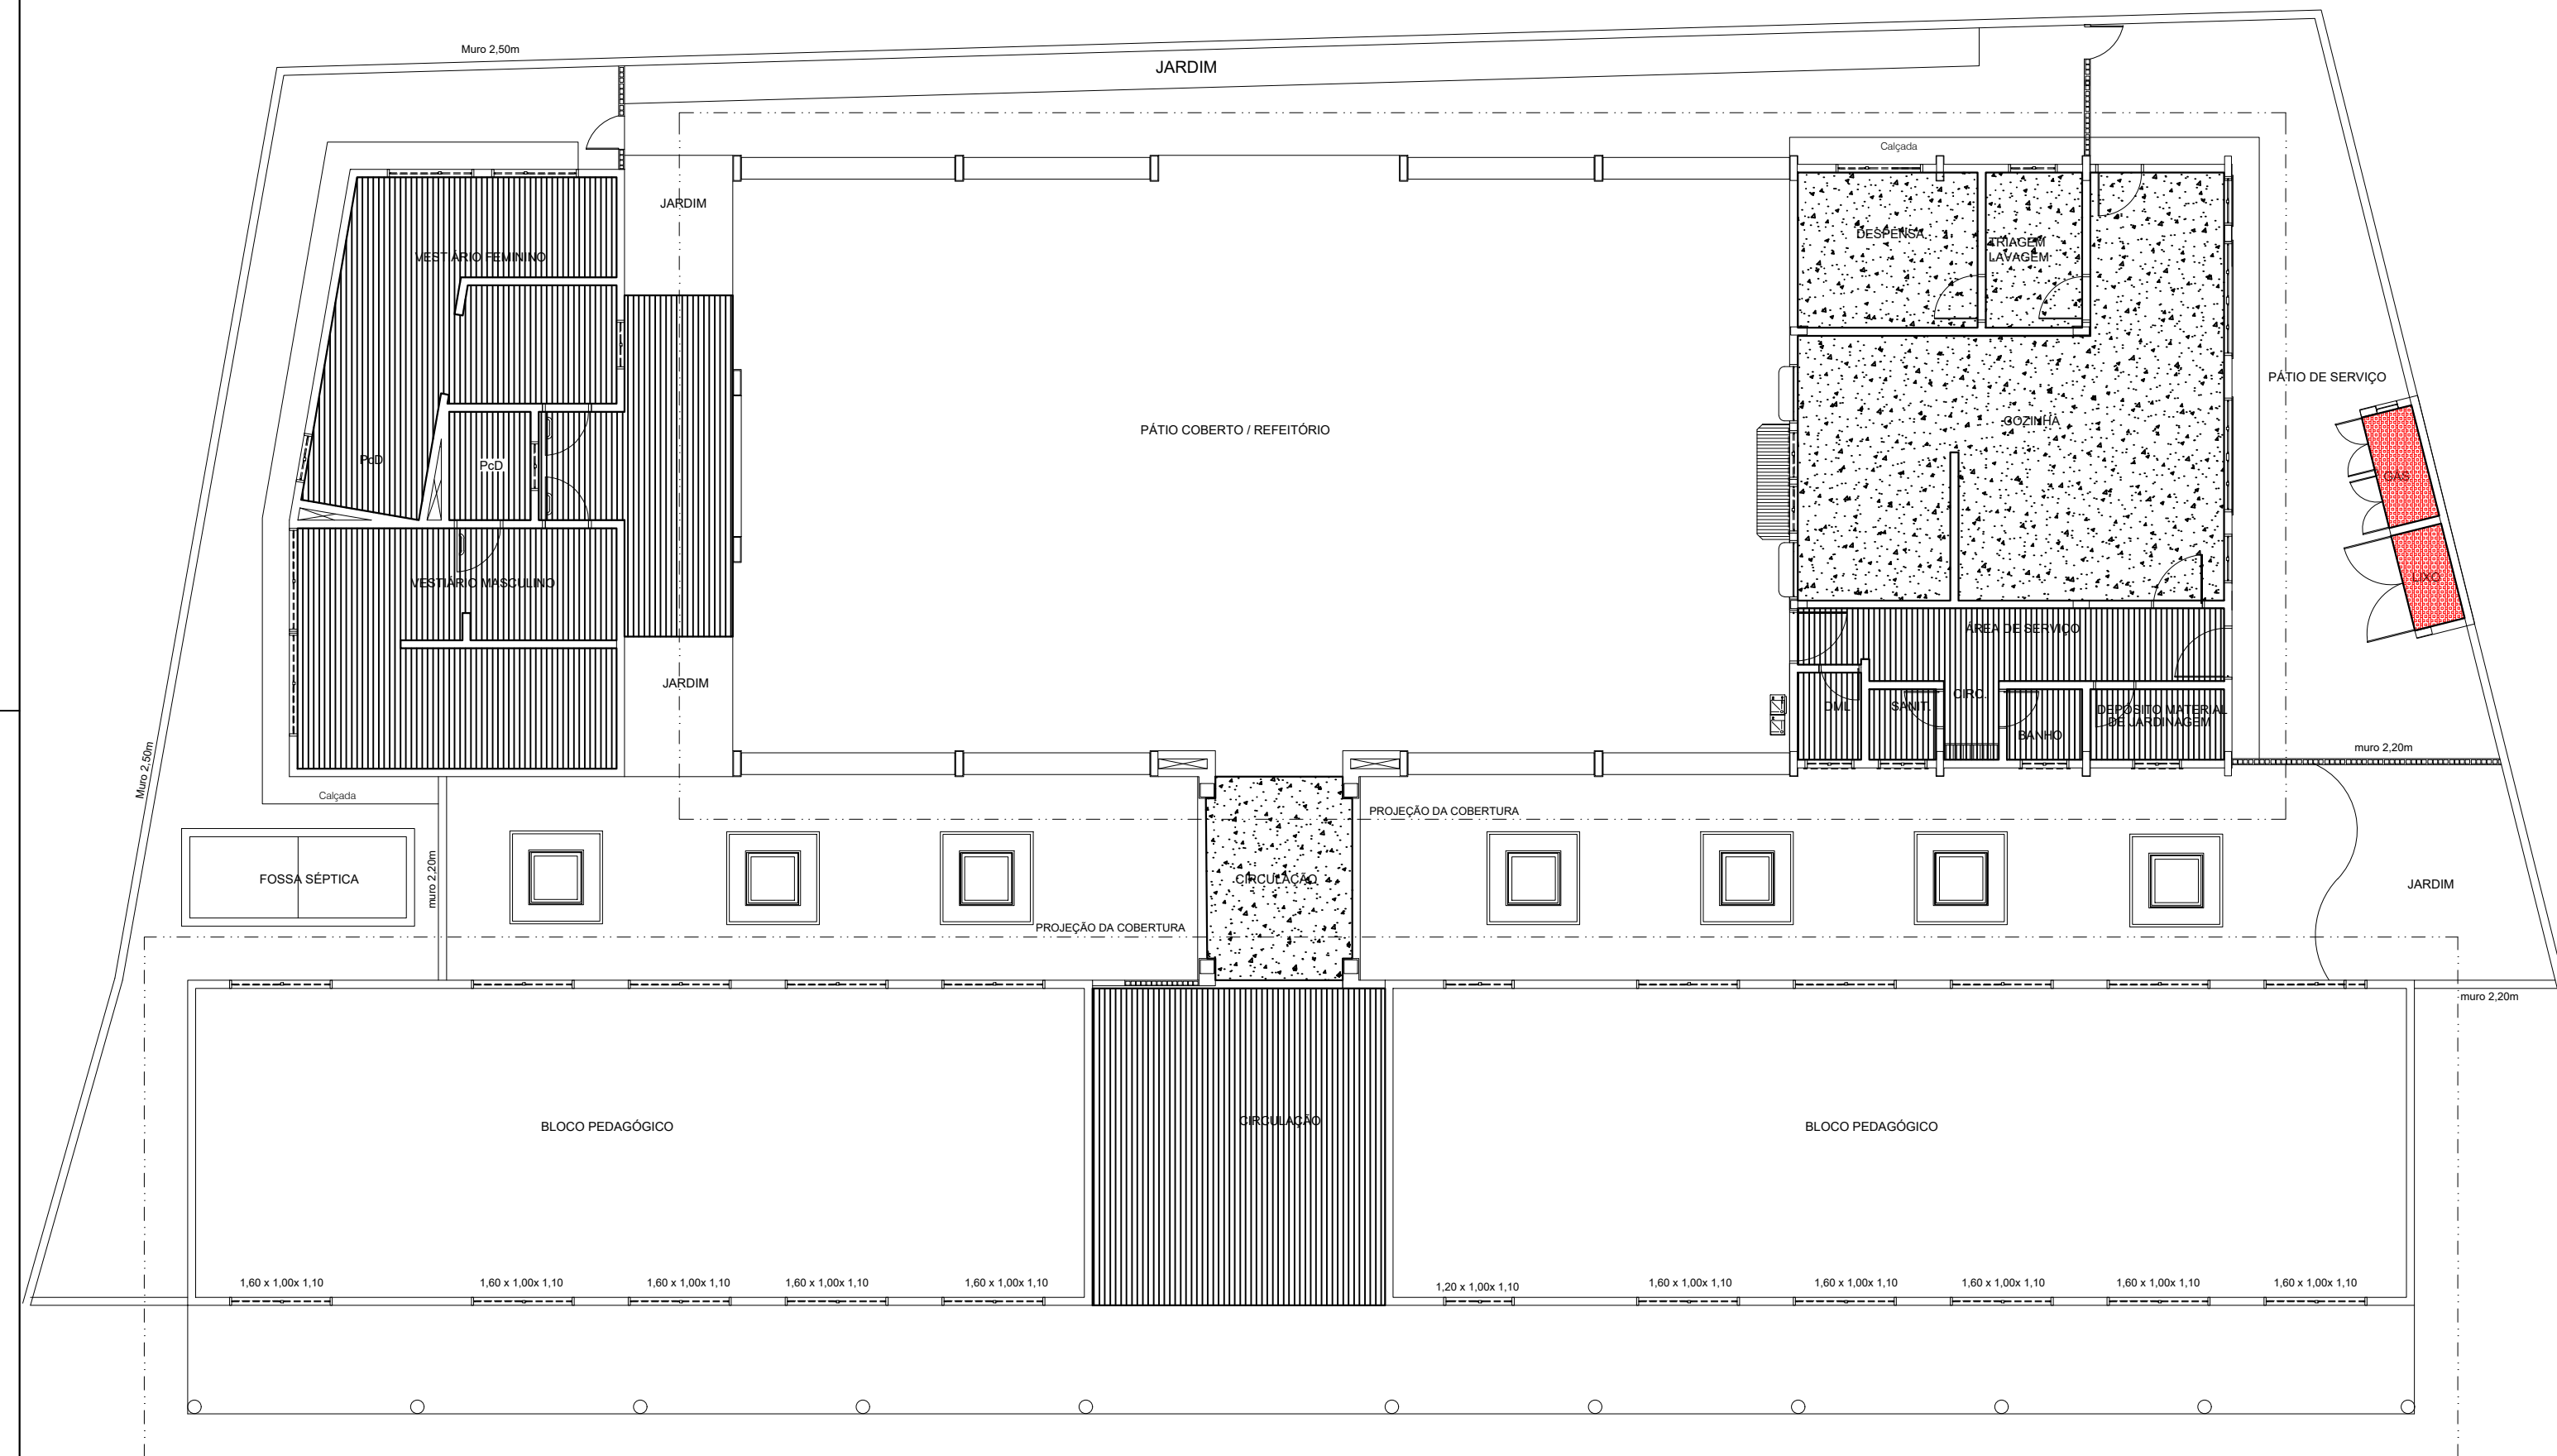 Muro 2,50m
JARDIM
Calçada
JARDIM
DESPENSA
TRIAGEM
LAVAGEM
VESTIÁRIO FEMININO
PÁTIO DE SERVIÇO
PÁTIO COBERTO / REFEITÓRIO
COZINHA
PcD
PcD
GÁS
LIXO
VESTIÁRIO MASCULINO
ÁREA DE SERVIÇO
JARDIM
CIRC.
DML
SANIT.
DEPÓSITO MATERIAL
DE JARDINAGEM
BANHO
muro 2,20m
Muro 2,50m
Calçada
PROJEÇÃO DA COBERTURA
FOSSA SÉPTICA
muro 2,20m
CIRCULAÇÃO
JARDIM
PROJEÇÃO DA COBERTURA
muro 2,20m
BLOCO PEDAGÓGICO
CIRCULAÇÃO
BLOCO PEDAGÓGICO
1,60 x 1,00x 1,10
1,60 x 1,00x 1,10
1,60 x 1,00x 1,10
1,60 x 1,00x 1,10
1,60 x 1,00x 1,10
1,20 x 1,00x 1,10
1,60 x 1,00x 1,10
1,60 x 1,00x 1,10
1,60 x 1,00x 1,10
1,60 x 1,00x 1,10
1,60 x 1,00x 1,10